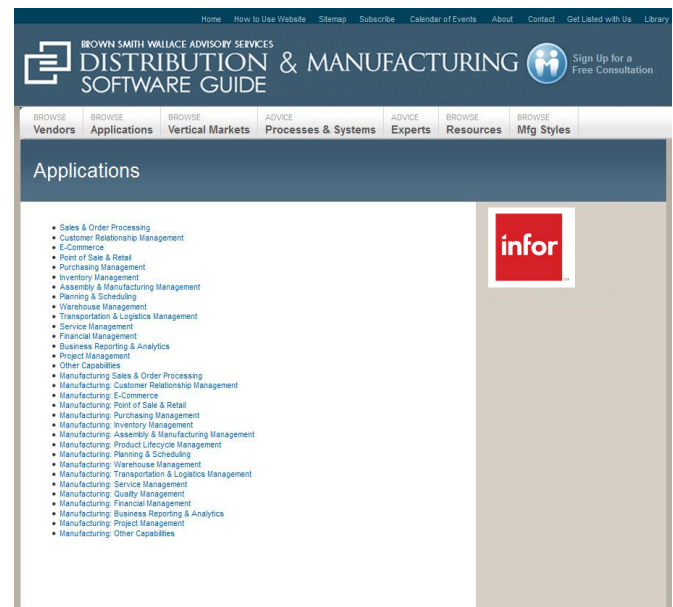 Home How to Use Website Sitemap Subscribe Calendar of Events About Contact Get Listed with Us Library
BROWN SMITH WALLACE ADVISORY SERVICES
DISTRIBUTION & MANUFACTURING
SOFTWARE GUIDE
Sign Up for a
Free Consultation
BROWSE BROWSE BROWSE ADVICE ADVICE BROWSE BROWSE
Vendors Applications Vertical Markets Processes & Systems Experts Resources Mfg Styles
Applications
Sales & Order Processing
Customer Relationship Management
E-Commerce
Point of Sale & Retail
Purchasing Management
Inventory Management
Assembly & Manufacturing Management
Planning & Scheduling
Warehouse Management
Transportation & Logistics Management
Service Management
Financial Management
Business Reporting & Analytics
Project Management
Other Capabilities
Manufacturing Sales & Order Processing
Manufacturing: Customer Relationship Management
Manufacturing: E-Commerce
Manufacturing: Point of Sale & Retail
Manufacturing: Purchasing Management
Manufacturing: Inventory Management
Manufacturing: Assembly & Manufacturing Management
Manufacturing: Product Lifecycle Management
Manufacturing: Planning & Scheduling
Manufacturing: Warehouse Management
Manufacturing: Transportation & Logistics Management
Manufacturing: Service Management
Manufacturing: Quality Management
Manufacturing: Financial Management
Manufacturing: Business Reporting & Analytics
Manufacturing: Project Management
Manufacturing: Other Capabilities
infor